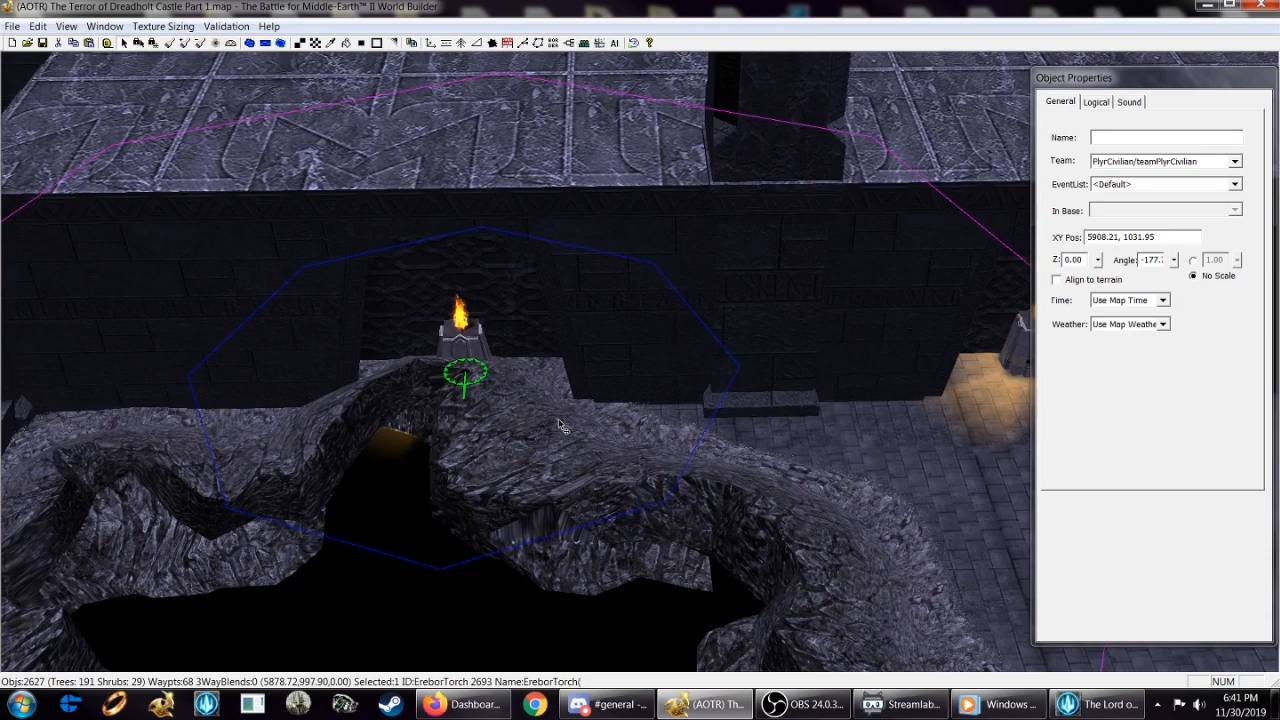 (AOTR) The Terror of Dreadholt Castle Part 1.map - The Battle for Middle-Earth™ II World Builder
File Edit View Window Texture Sizing Validation Help
AI
Object Properties
General Logical Sound
Name:
Team: PlyrCivilian/teamPlyrCivilian
EventList: <Default>
In Base:
XY Pos: 5908.21, 1031.95
Z: 0.00 Angle: -177.: 1.00
No Scale
Align to terrain
Time: Use Map Time
Weather: Use Map Weathe
Objs:2627 (Trees: 191 Shrubs: 29) Waypts:68 3WayBlends:0 (5878.72,997.90,0.00) Selected:1 ID:EreborTorch 2693 Name:EreborTorch(
NUM
Dashboar... #general -... (AOTR) Th... OBS 24.0.3... Streamlab... Windows ... The Lord o...
6:41 PM
11/30/2019